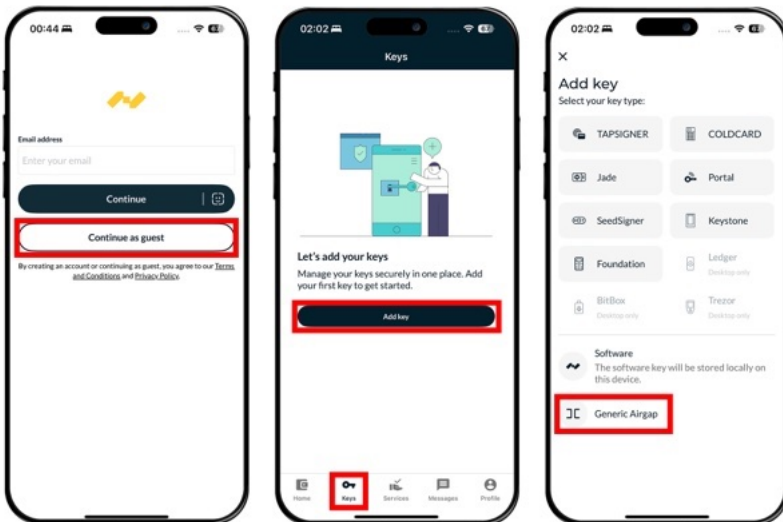 00:44
Email address
Enter your email
Continue
Continue as guest
By creating an account or continuing as guest, you agree to our Terms
and Conditions and Privacy Policy.
02:02
Keys
Let's add your keys
Manage your keys securely in one place. Add
your first key to get started.
Add key
Home
Keys
Services
Messages
Profile
02:02
Add key
Select your key type:
TAPSIGNER
COLDCARD
Jade
Portal
SeedSigner
Keystone
Foundation
Ledger
Desktop only
BitBox
Desktop only
Trezor
Desktop only
Software
The software key will be stored locally on
this device.
Generic Airgap